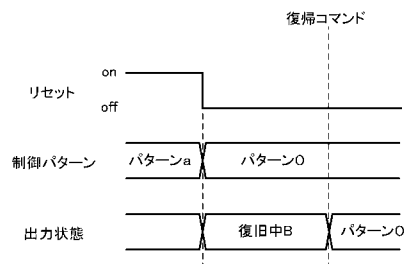 復帰コマンド
on
リセット
off
制御パターン
パターンa
パターン0
出力状態
復旧中B
パターン0